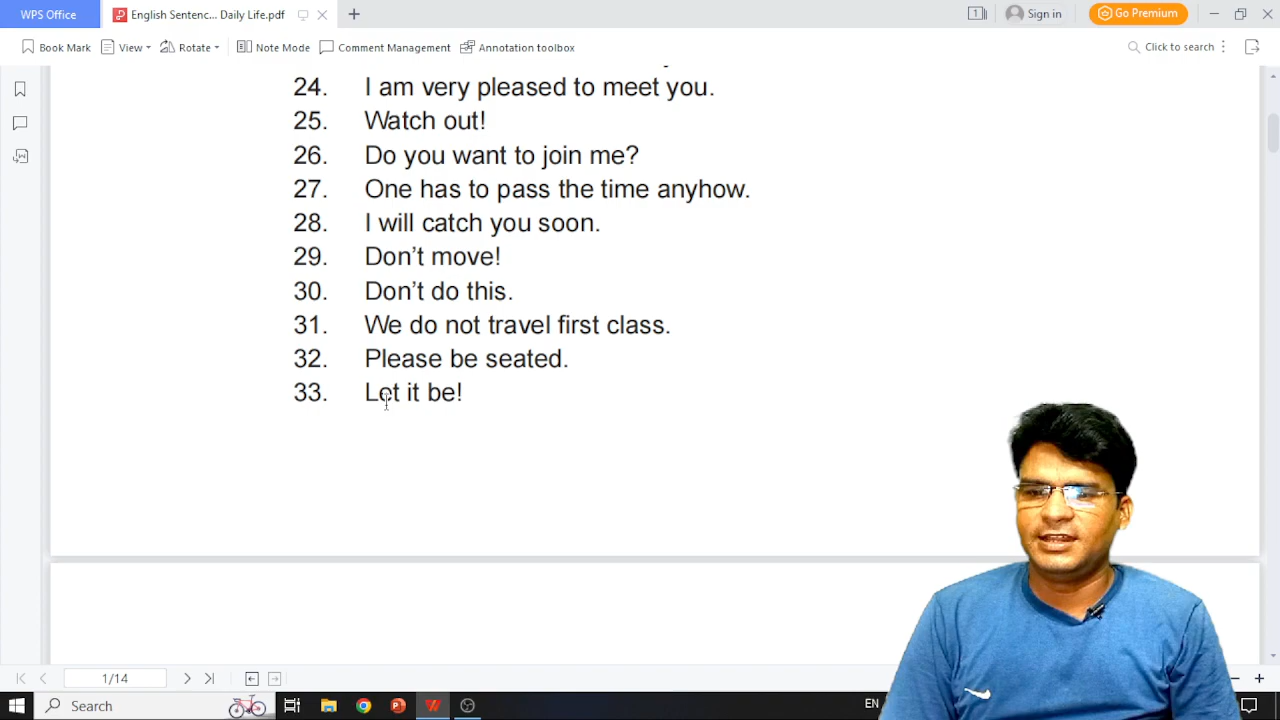 WPS Office
English Sentenc... Daily Life.pdf
1
Sign in
Go Premium
Book Mark
View
Rotate
Note Mode
Comment Management
Annotation toolbox
Click to search
24. I am very pleased to meet you.
25. Watch out!
26. Do you want to join me?
27. One has to pass the time anyhow.
28. I will catch you soon.
29. Don’t move!
30. Don’t do this.
31. We do not travel first class.
32. Please be seated.
33. Let it be!
1/14
Search
EN